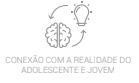 CONEXÃO COM A REALIDADE DO
ADOLESCENTE E JOVEM